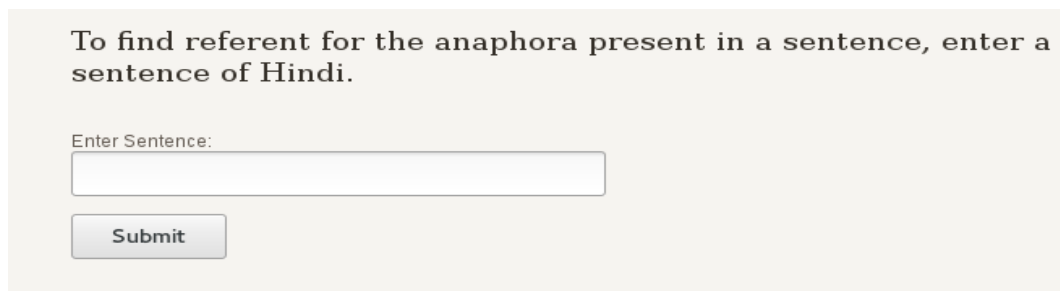 To find referent for the anaphora present in a sentence, enter a
sentence of Hindi.
Enter Sentence:
Submit